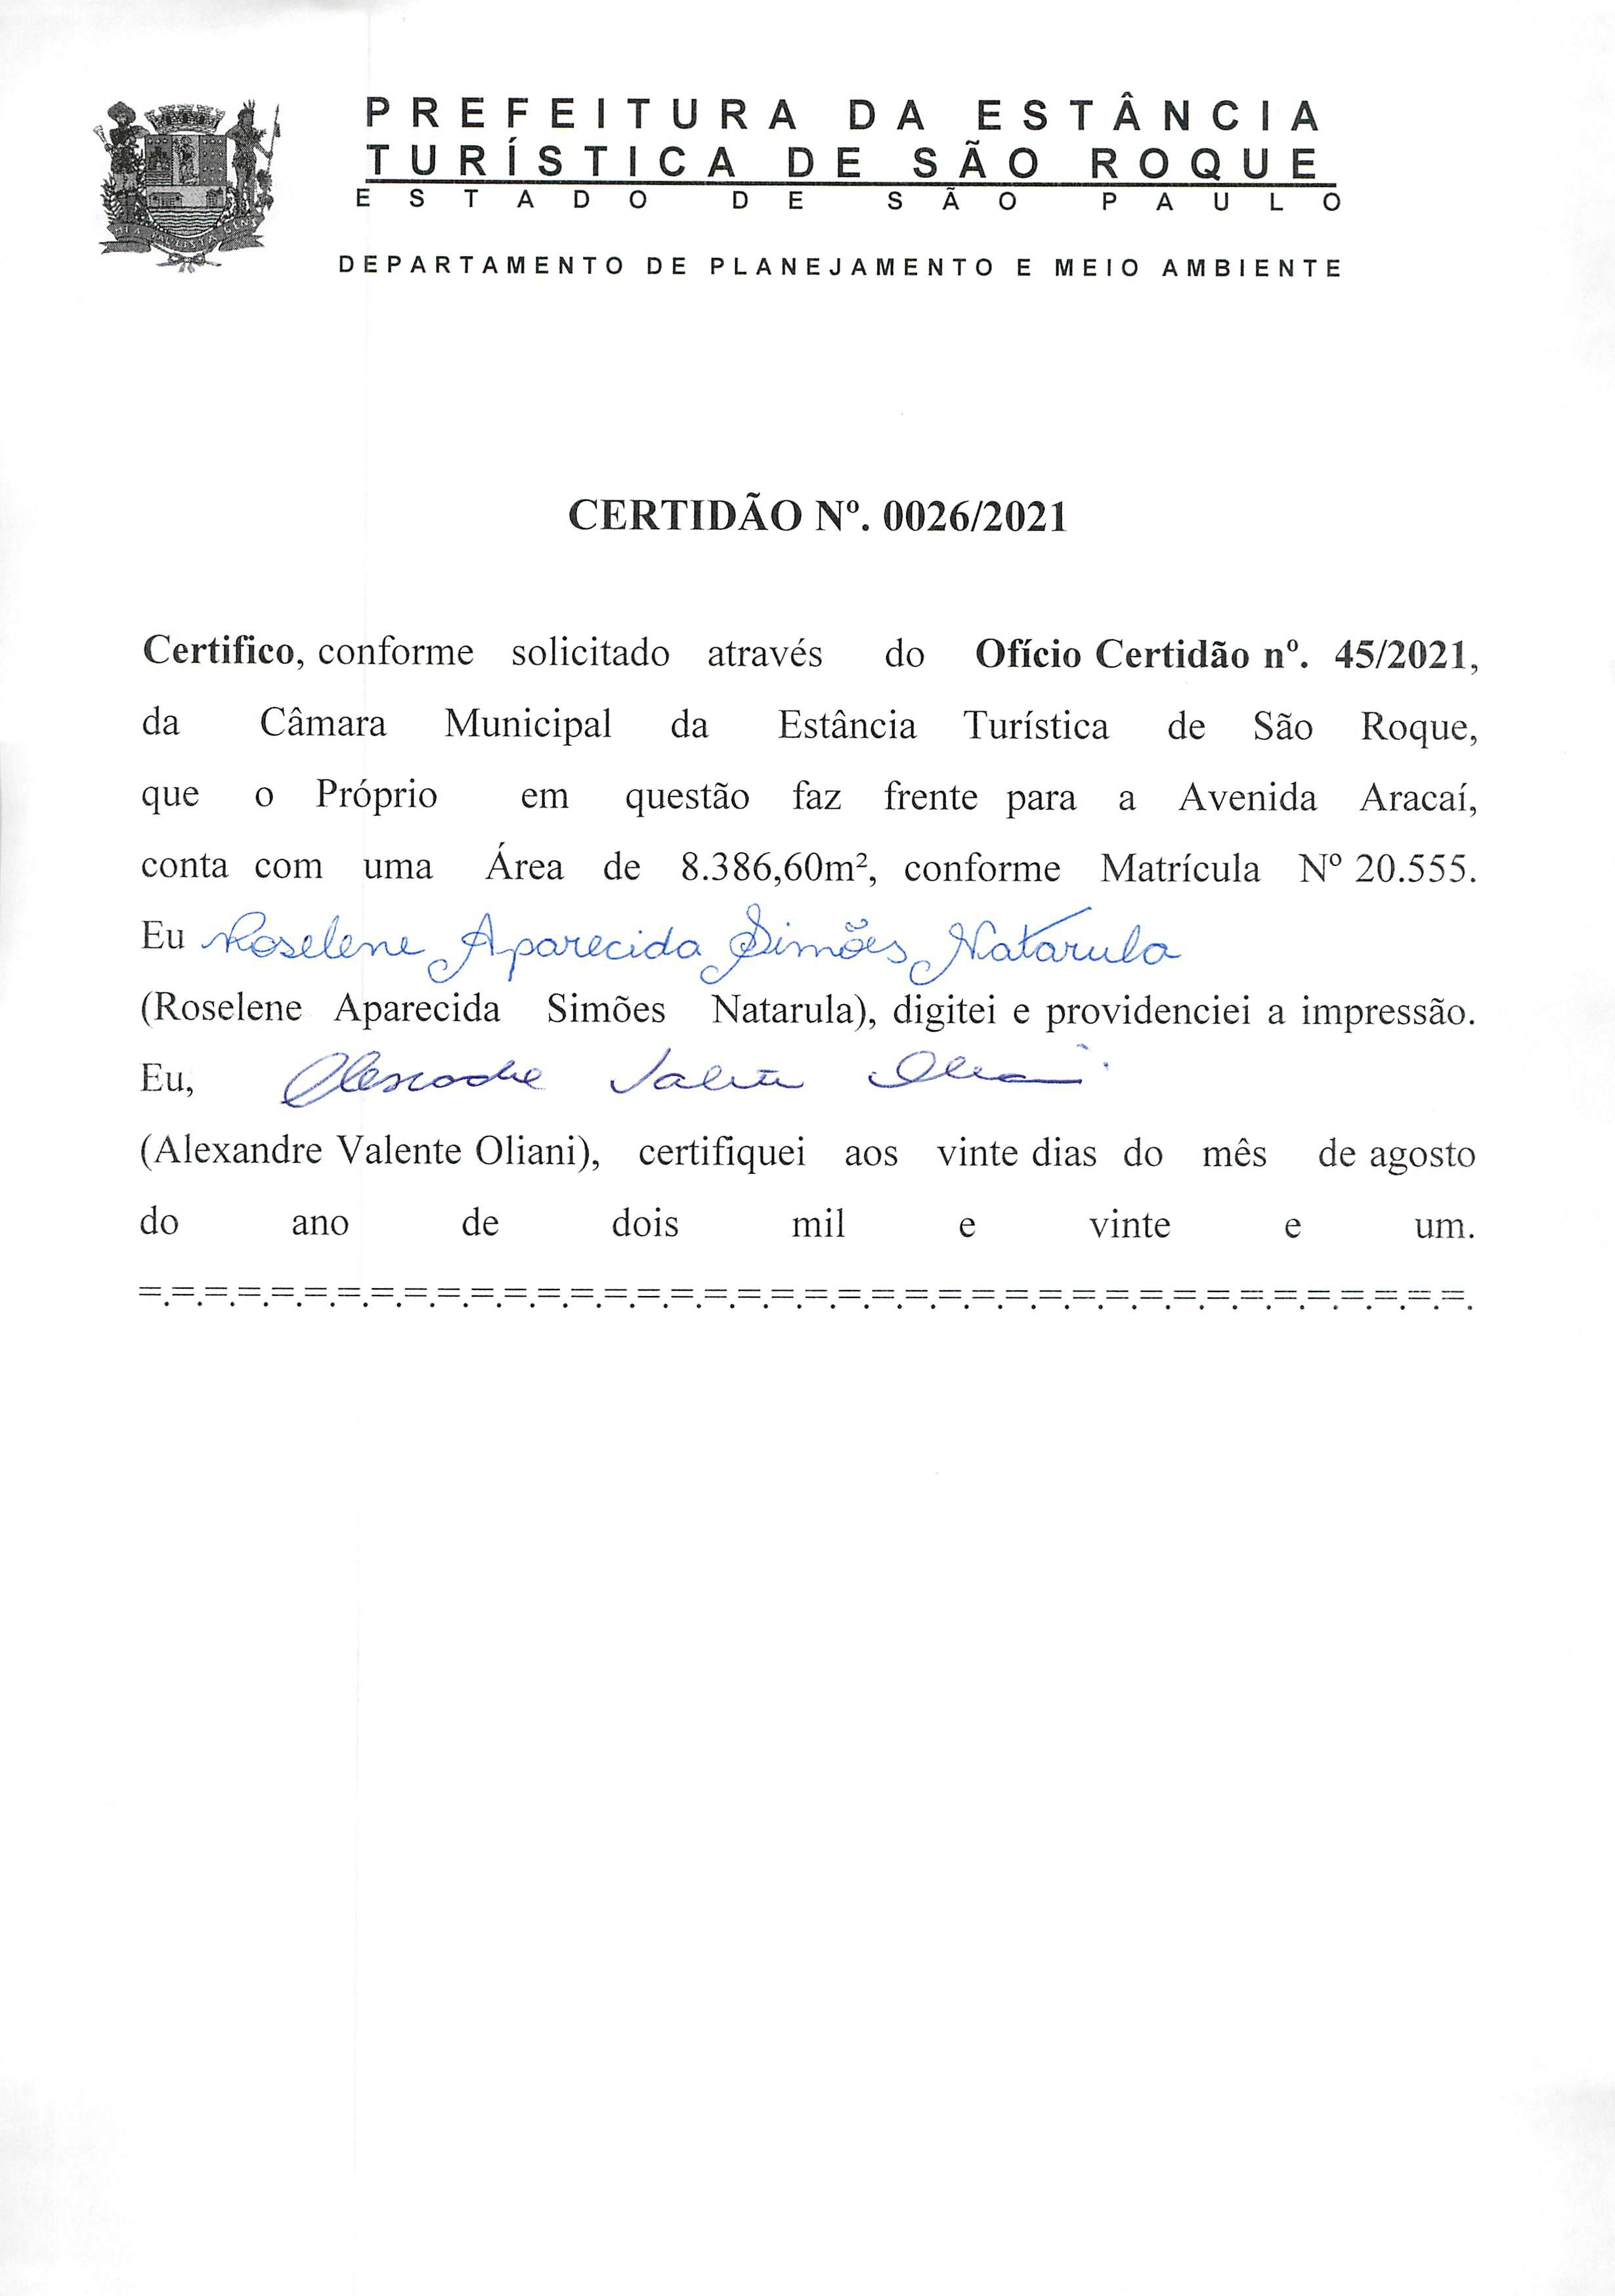 PREFEITURA DA ESTÂNCIA
TURÍSTICA DE SÃO ROQUE
ESTADO DE SÃO PAULO
DEPARTAMENTO DE PLANEJAMENTO E MEIO AMBIENTE
CERTIDÃO Nº. 0026/2021
Certifico, conforme solicitado através do Ofício Certidão nº. 45/2021,
da Câmara Municipal da Estância Turística de São Roque,
que o Próprio em questão faz frente para a Avenida Aracaí,
conta com uma Área de 8.386,60m², conforme Matrícula Nº 20.555.
Eu Roselene Aparecida Simões Natarula
(Roselene Aparecida Simões Natarula), digitei e providenciei a impressão.
Eu, Alexandre Valente Oliani
(Alexandre Valente Oliani), certifiquei aos vinte dias do mês de agosto
do ano de dois mil e vinte e um.
=.=.=.=.=.=.=.=.=.=.=.=.=.=.=.=.=.=.=.=.=.=.=.=.=.=.=.=.=.=.=.=.=.=.=.=.=.=.=.=.